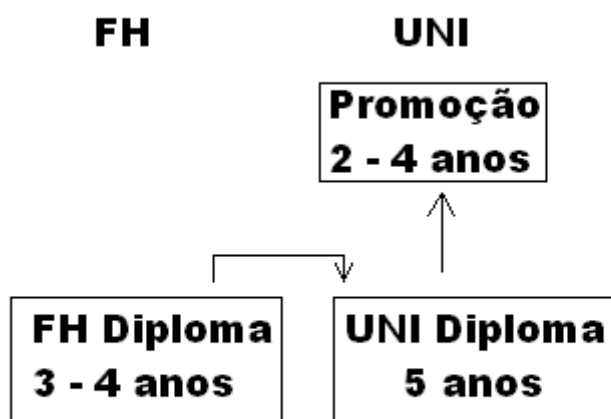 FH UNI
Promoção
2 - 4 anos
FH Diploma
3 - 4 anos
UNI Diploma
5 anos